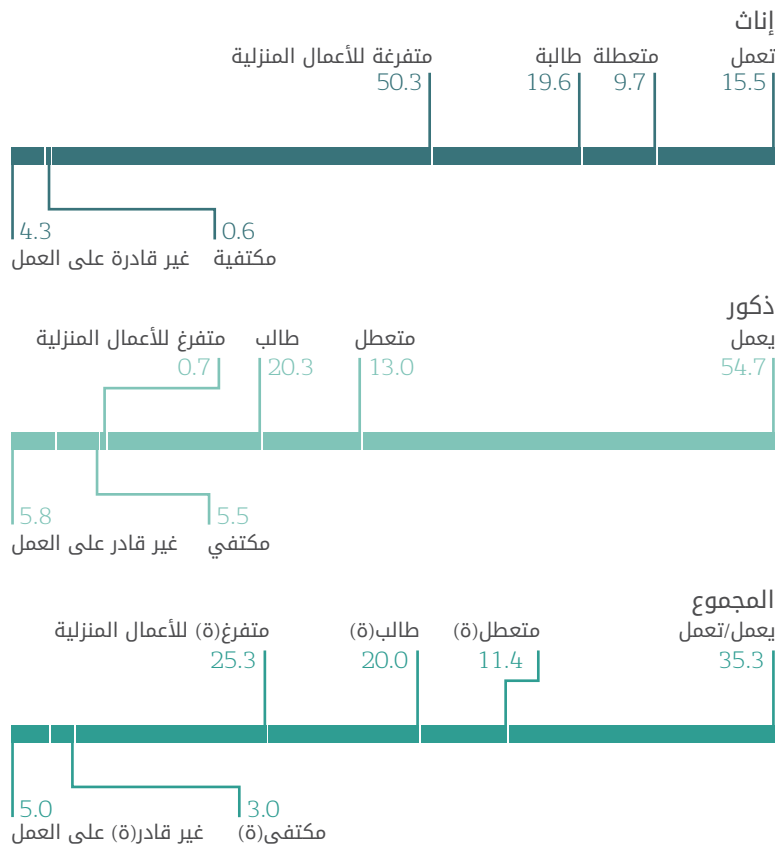 إناث
تعمل متعطلة طالبة متفرغة للأعمال المنزلية
15.5 9.7 19.6 50.3
0.6 4.3
مكتفية غير قادرة على العمل
ذكور
يعمل متعطل طالب متفرغ للأعمال المنزلية
54.7 13.0 20.3 0.7
5.5 5.8
مكتفي غير قادر على العمل
المجموع
يعمل/تعمل متعطل(ة) طالب(ة) متفرغ(ة) للأعمال المنزلية
35.3 11.4 20.0 25.3
3.0 5.0
مكتفي(ة) غير قادر(ة) على العمل